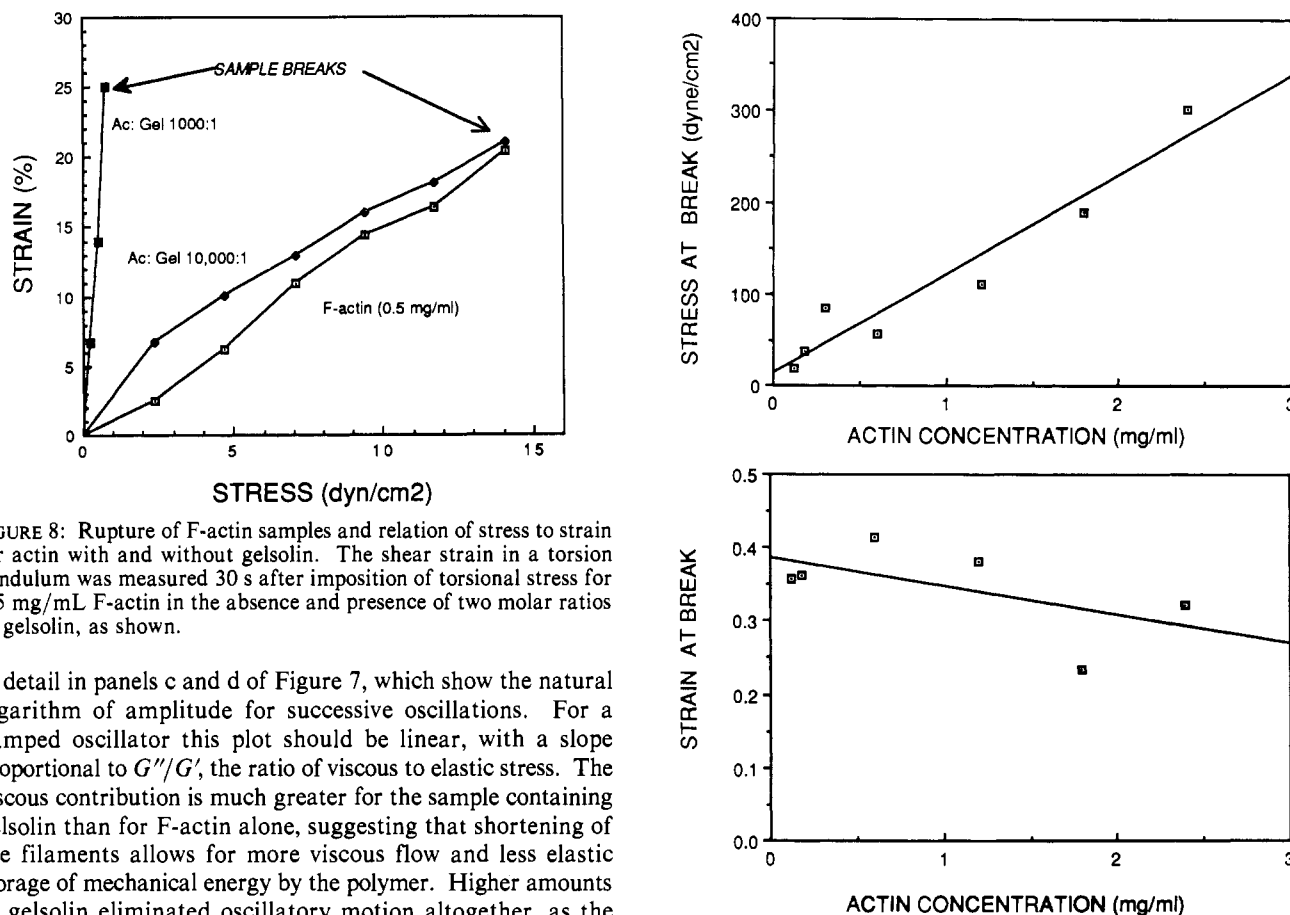 30
25
20
15
10
5
0
STRAIN (%)
SAMPLE BREAKS
Ac: Gel 1000:1
Ac: Gel 10,000:1
F-actin (0.5 mg/ml)
0 5 10 15
STRESS (dyn/cm2)
GURE 8: Rupture of F-actin samples and relation of stress to strain
r actin with and without gelsolin. The shear strain in a torsion
ndulum was measured 30 s after imposition of torsional stress for
5 mg/mL F-actin in the absence and presence of two molar ratios
gelsolin, as shown.
detail in panels c and d of Figure 7, which show the natural
garithm of amplitude for successive oscillations. For a
mped oscillator this plot should be linear, with a slope
oportional to G″/G′, the ratio of viscous to elastic stress. The
scous contribution is much greater for the sample containing
lsolin than for F-actin alone, suggesting that shortening of
e filaments allows for more viscous flow and less elastic
orage of mechanical energy by the polymer. Higher amounts
gelsolin eliminated oscillatory motion altogether, as the
400
300
200
100
0
STRESS AT BREAK (dyne/cm2)
0 1 2 3
ACTIN CONCENTRATION (mg/ml)
0.5
0.4
0.3
0.2
0.1
0.0
STRAIN AT BREAK
0 1 2 3
ACTIN CONCENTRATION (mg/ml)